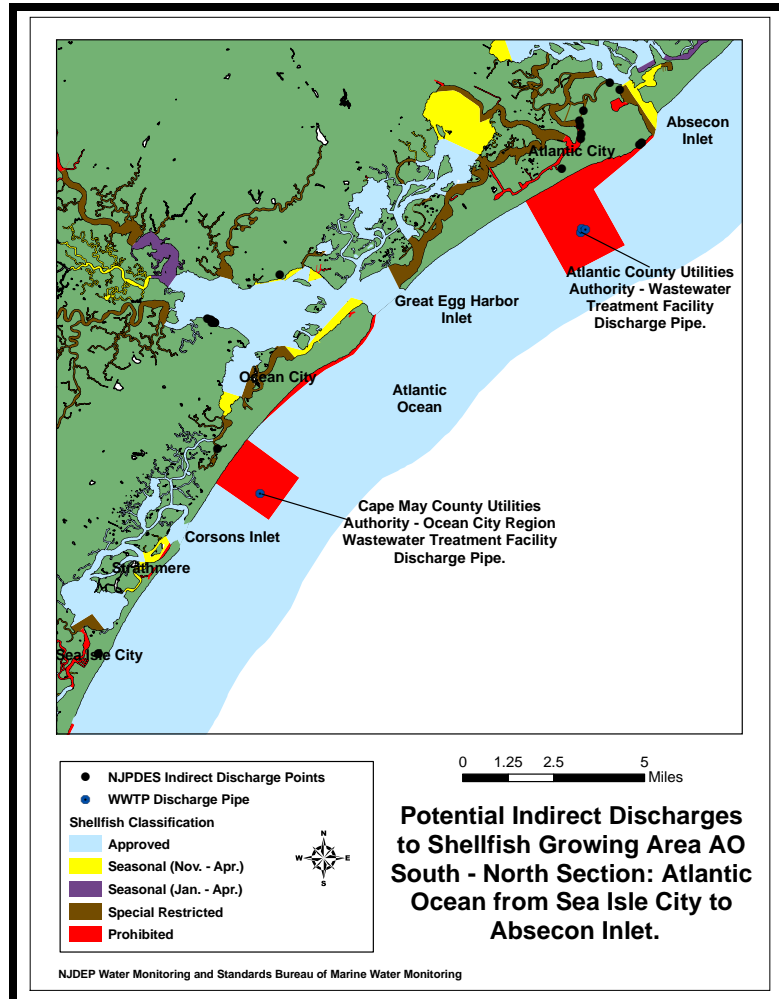 Absecon
Inlet
Atlantic City
Atlantic County Utilities
Authority - Wastewater
Treatment Facility
Discharge Pipe.
Great Egg Harbor
Inlet
Ocean City
Atlantic
Ocean
Cape May County Utilities
Authority - Ocean City Region
Wastewater Treatment Facility
Discharge Pipe.
Corsons Inlet
Strathmere
Sea Isle City
NJPDES Indirect Discharge Points
WWTP Discharge Pipe
Shellfish Classification
Approved
Seasonal (Nov. - Apr.)
Seasonal (Jan. - Apr.)
Special Restricted
Prohibited
N
W E
S
0 1.25 2.5 5
Miles
Potential Indirect Discharges
to Shellfish Growing Area AO
South - North Section: Atlantic
Ocean from Sea Isle City to
Absecon Inlet.
NJDEP Water Monitoring and Standards Bureau of Marine Water Monitoring